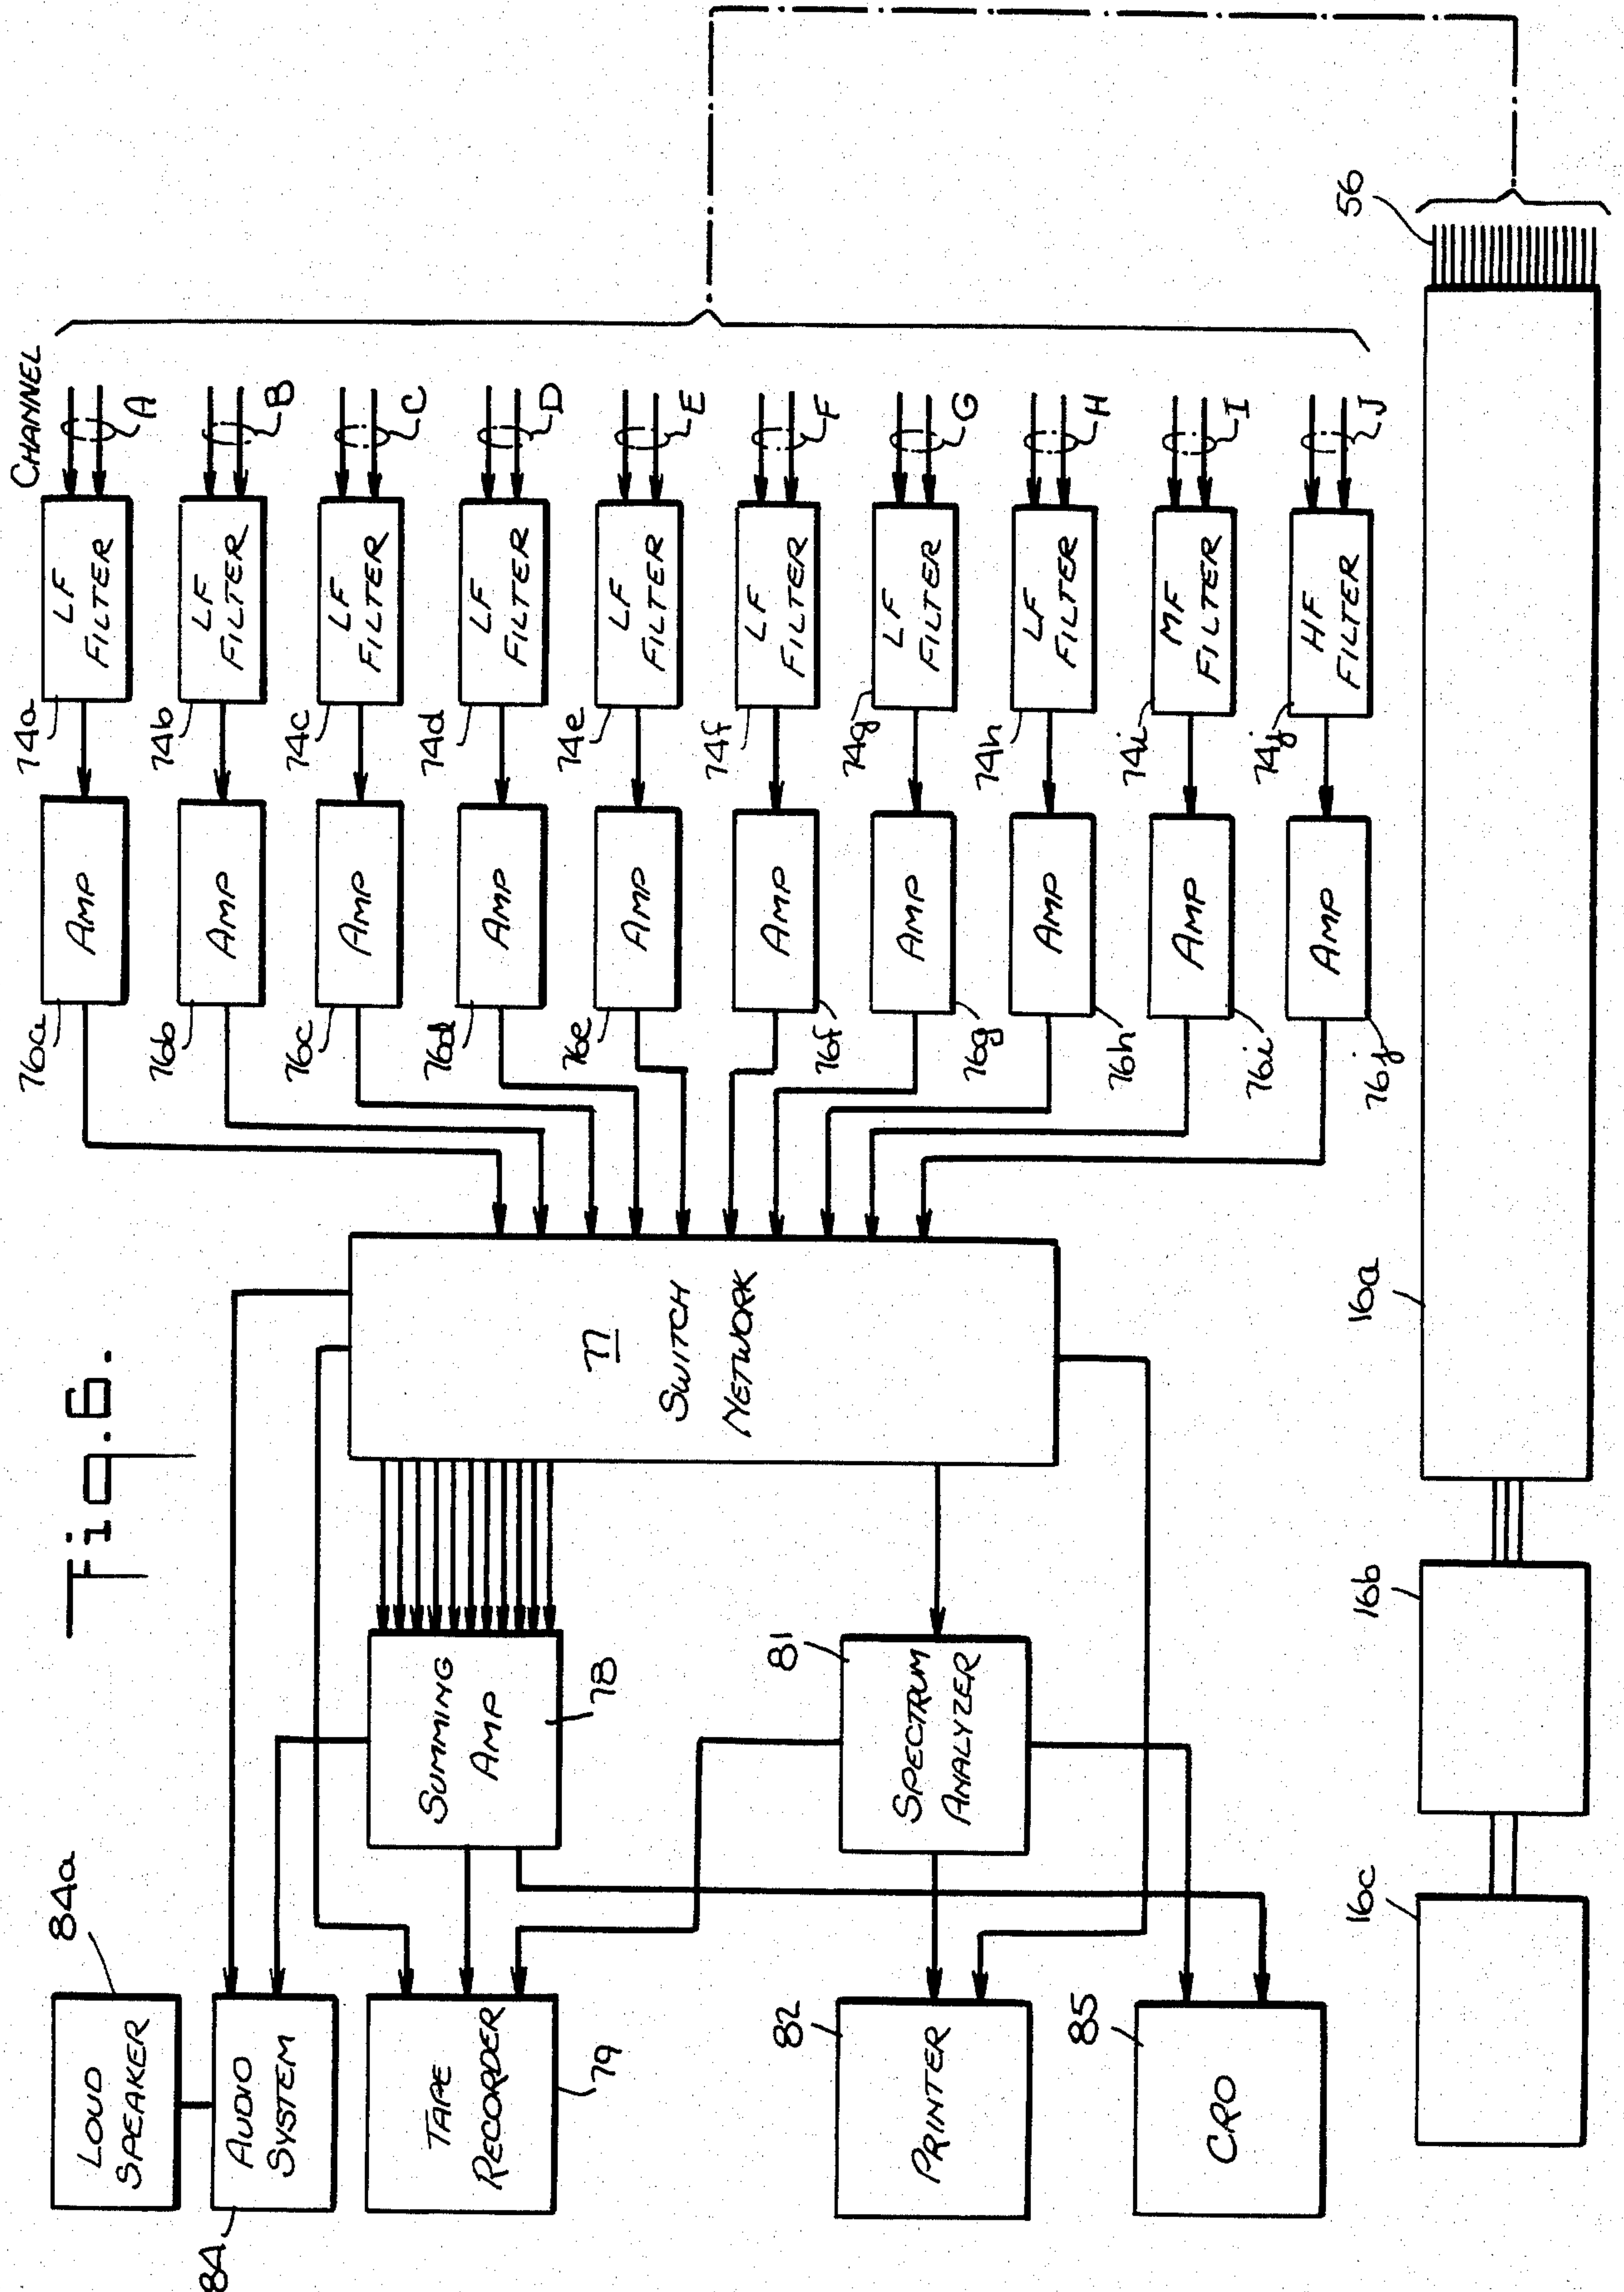 Fig.6.
CHANNEL
A
B
C
D
E
F
G
H
I
J
LF
FILTER
74a
LF
FILTER
74b
LF
FILTER
74c
LF
FILTER
74d
LF
FILTER
74e
LF
FILTER
74f
LF
FILTER
74g
LF
FILTER
74h
MF
FILTER
74i
HF
FILTER
74j
AMP
76a
AMP
76b
AMP
76c
AMP
76d
AMP
76e
AMP
76f
AMP
76g
AMP
76h
AMP
76i
AMP
76j
77
SWITCH
NETWORK
SUMMING
AMP
78
SPECTRUM
ANALYZER
81
LOUD
SPEAKER
84a
AUDIO
SYSTEM
84
TAPE
RECORDER
79
PRINTER
82
CRO
85
56
16a
16b
16c